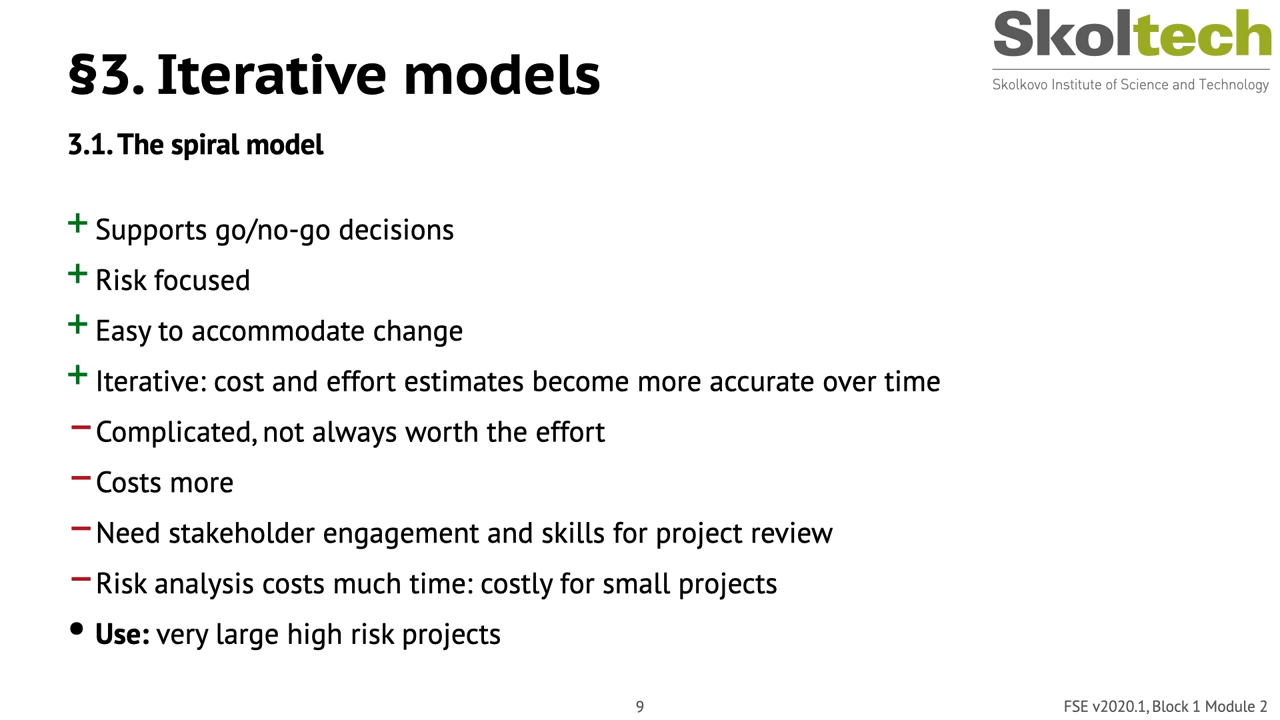 Skoltech
Skolkovo Institute of Science and Technology
§3. Iterative models
3.1. The spiral model
+ Supports go/no-go decisions
+ Risk focused
+ Easy to accommodate change
+ Iterative: cost and effort estimates become more accurate over time
− Complicated, not always worth the effort
− Costs more
− Need stakeholder engagement and skills for project review
− Risk analysis costs much time: costly for small projects
• Use: very large high risk projects
9
FSE v2020.1, Block 1 Module 2